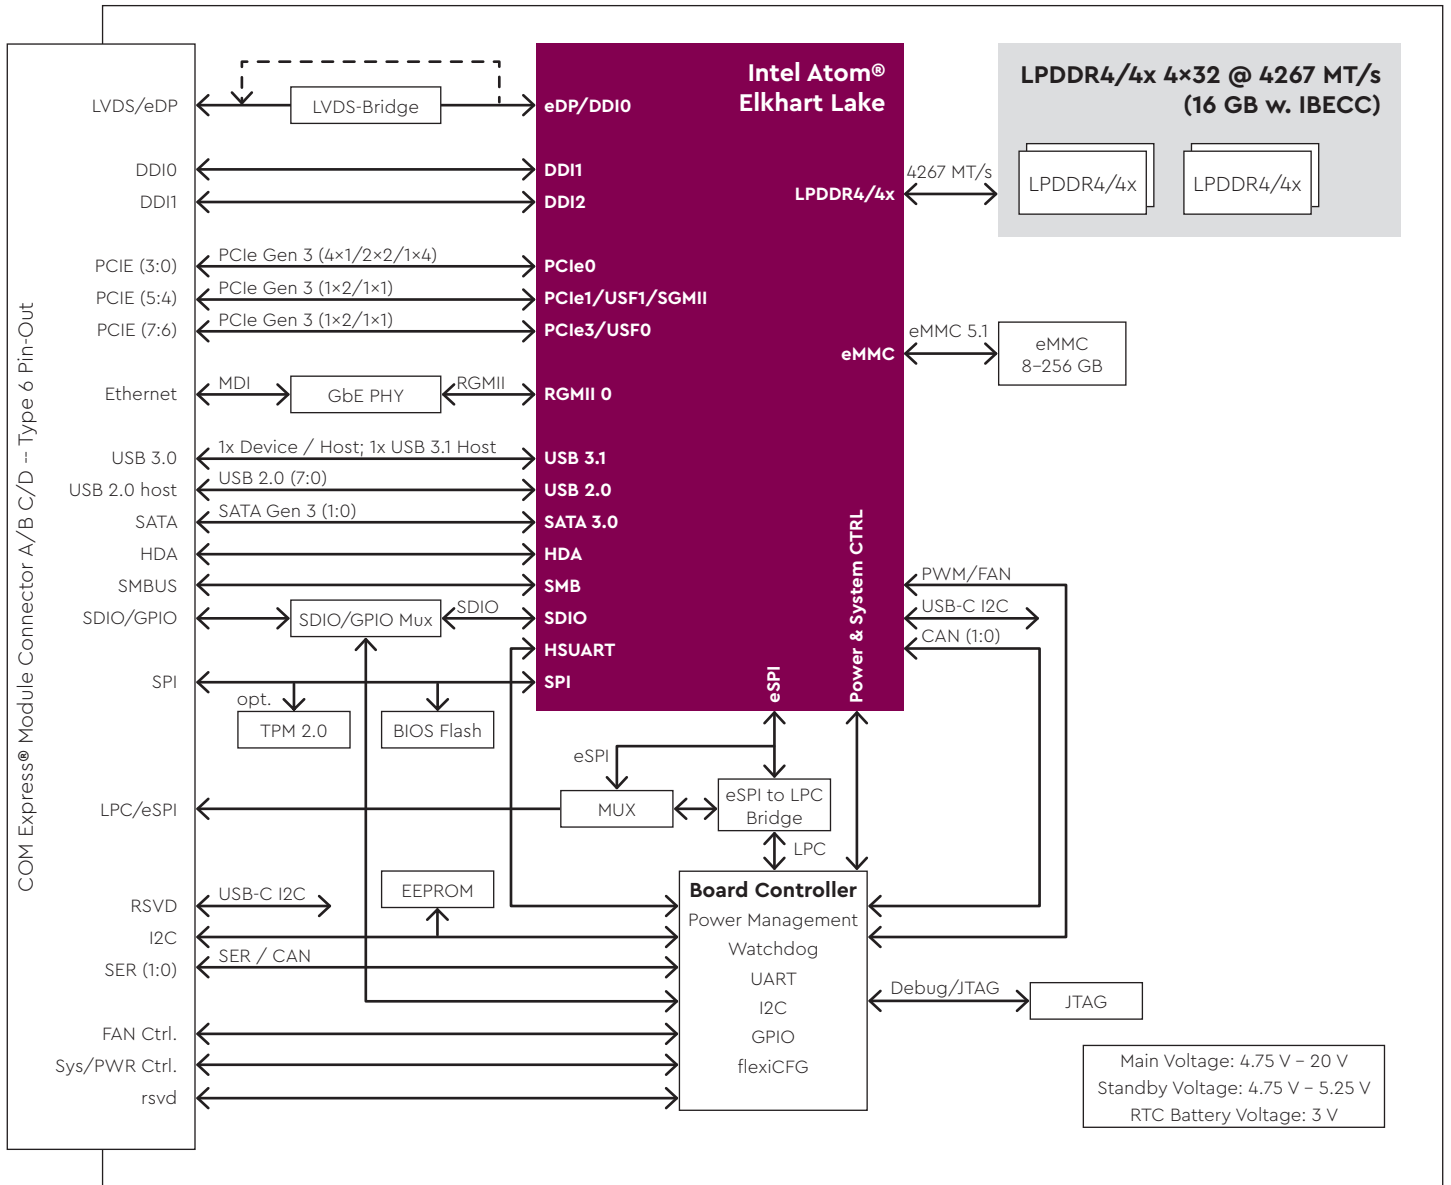 COM Express® Module Connector A/B C/D -- Type 6 Pin-Out
LVDS/eDP
LVDS-Bridge
eDP/DDI0
Intel Atom®
Elkhart Lake
LPDDR4/4x 4×32 @ 4267 MT/s
(16 GB w. IBECC)
DDI0
DDI1
DDI1
DDI2
LPDDR4/4x
4267 MT/s
LPDDR4/4x
LPDDR4/4x
PCIE (3:0)
PCIe Gen 3 (4×1/2×2/1×4)
PCIe0
PCIE (5:4)
PCIe Gen 3 (1×2/1×1)
PCIe1/USF1/SGMII
PCIE (7:6)
PCIe Gen 3 (1×2/1×1)
PCIe3/USF0
eMMC
eMMC 5.1
eMMC
8–256 GB
Ethernet
MDI
GbE PHY
RGMII
RGMII 0
USB 3.0
1x Device / Host; 1x USB 3.1 Host
USB 3.1
USB 2.0 host
USB 2.0 (7:0)
USB 2.0
SATA
SATA Gen 3 (1:0)
SATA 3.0
HDA
HDA
SMBUS
SMB
SDIO/GPIO
SDIO/GPIO Mux
SDIO
SDIO
HSUART
SPI
SPI
eSPI
Power & System CTRL
PWM/FAN
USB-C I2C
CAN (1:0)
opt.
TPM 2.0
BIOS Flash
eSPI
LPC/eSPI
MUX
eSPI to LPC
Bridge
LPC
RSVD
USB-C I2C
EEPROM
I2C
SER (1:0)
SER / CAN
Board Controller
Power Management
Watchdog
UART
I2C
GPIO
flexiCFG
Debug/JTAG
JTAG
FAN Ctrl.
Sys/PWR Ctrl.
rsvd
Main Voltage: 4.75 V – 20 V
Standby Voltage: 4.75 V – 5.25 V
RTC Battery Voltage: 3 V